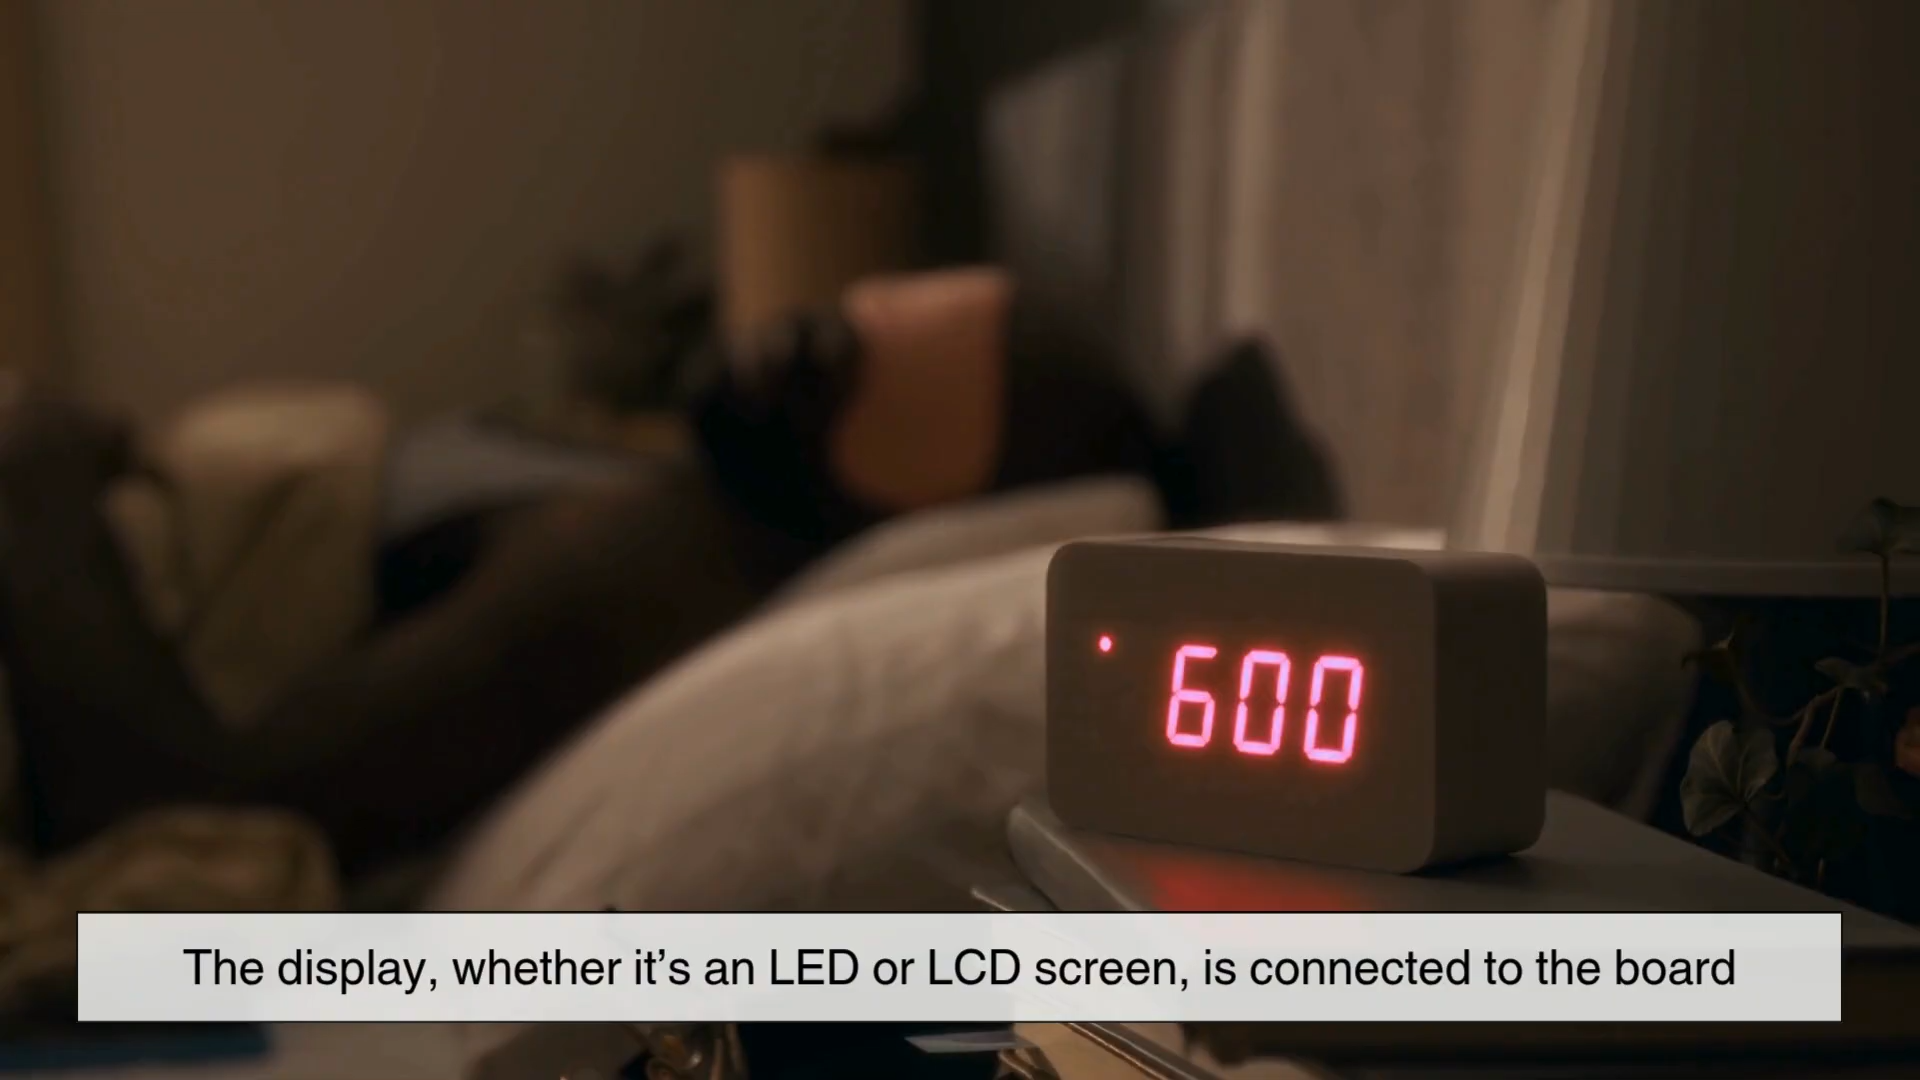 600
The display, whether it’s an LED or LCD screen, is connected to the board